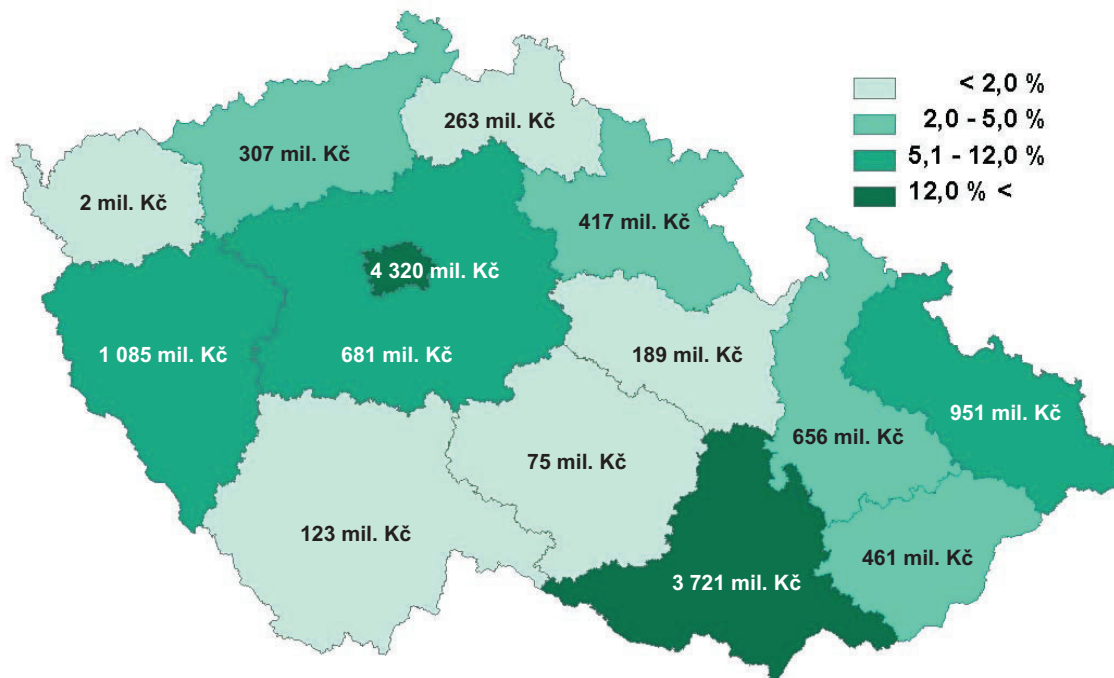 < 2,0 %
2,0 - 5,0 %
5,1 - 12,0 %
12,0 % <
263 mil. Kč
307 mil. Kč
2 mil. Kč
417 mil. Kč
4 320 mil. Kč
1 085 mil. Kč
681 mil. Kč
189 mil. Kč
951 mil. Kč
656 mil. Kč
75 mil. Kč
123 mil. Kč
461 mil. Kč
3 721 mil. Kč